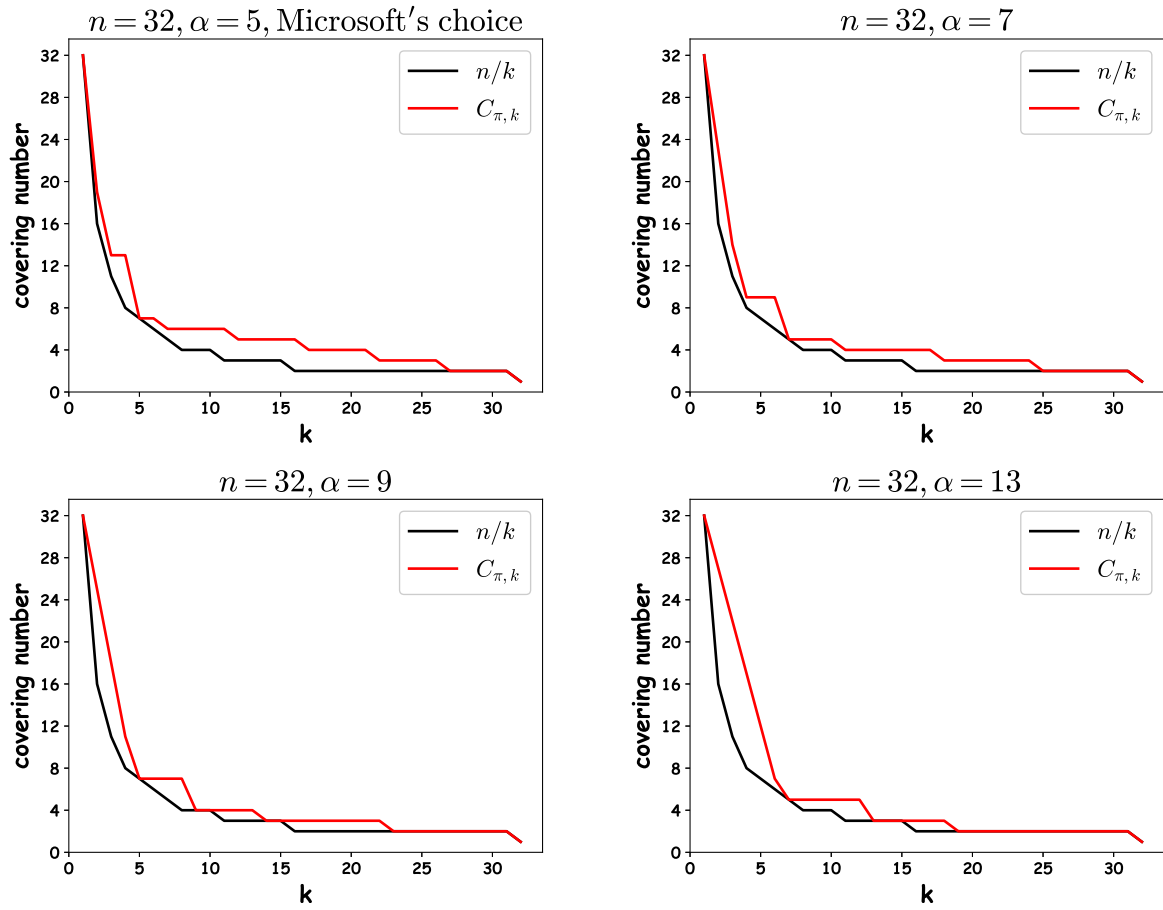 n = 32, α = 5, Microsoft's choice
n/k
C_{π,k}
covering number
32
28
24
20
16
12
8
4
0
0 5 10 15 20 25 30
k
n = 32, α = 7
n/k
C_{π,k}
covering number
32
28
24
20
16
12
8
4
0
0 5 10 15 20 25 30
k
n = 32, α = 9
n/k
C_{π,k}
covering number
32
28
24
20
16
12
8
4
0
0 5 10 15 20 25 30
k
n = 32, α = 13
n/k
C_{π,k}
covering number
32
28
24
20
16
12
8
4
0
0 5 10 15 20 25 30
k